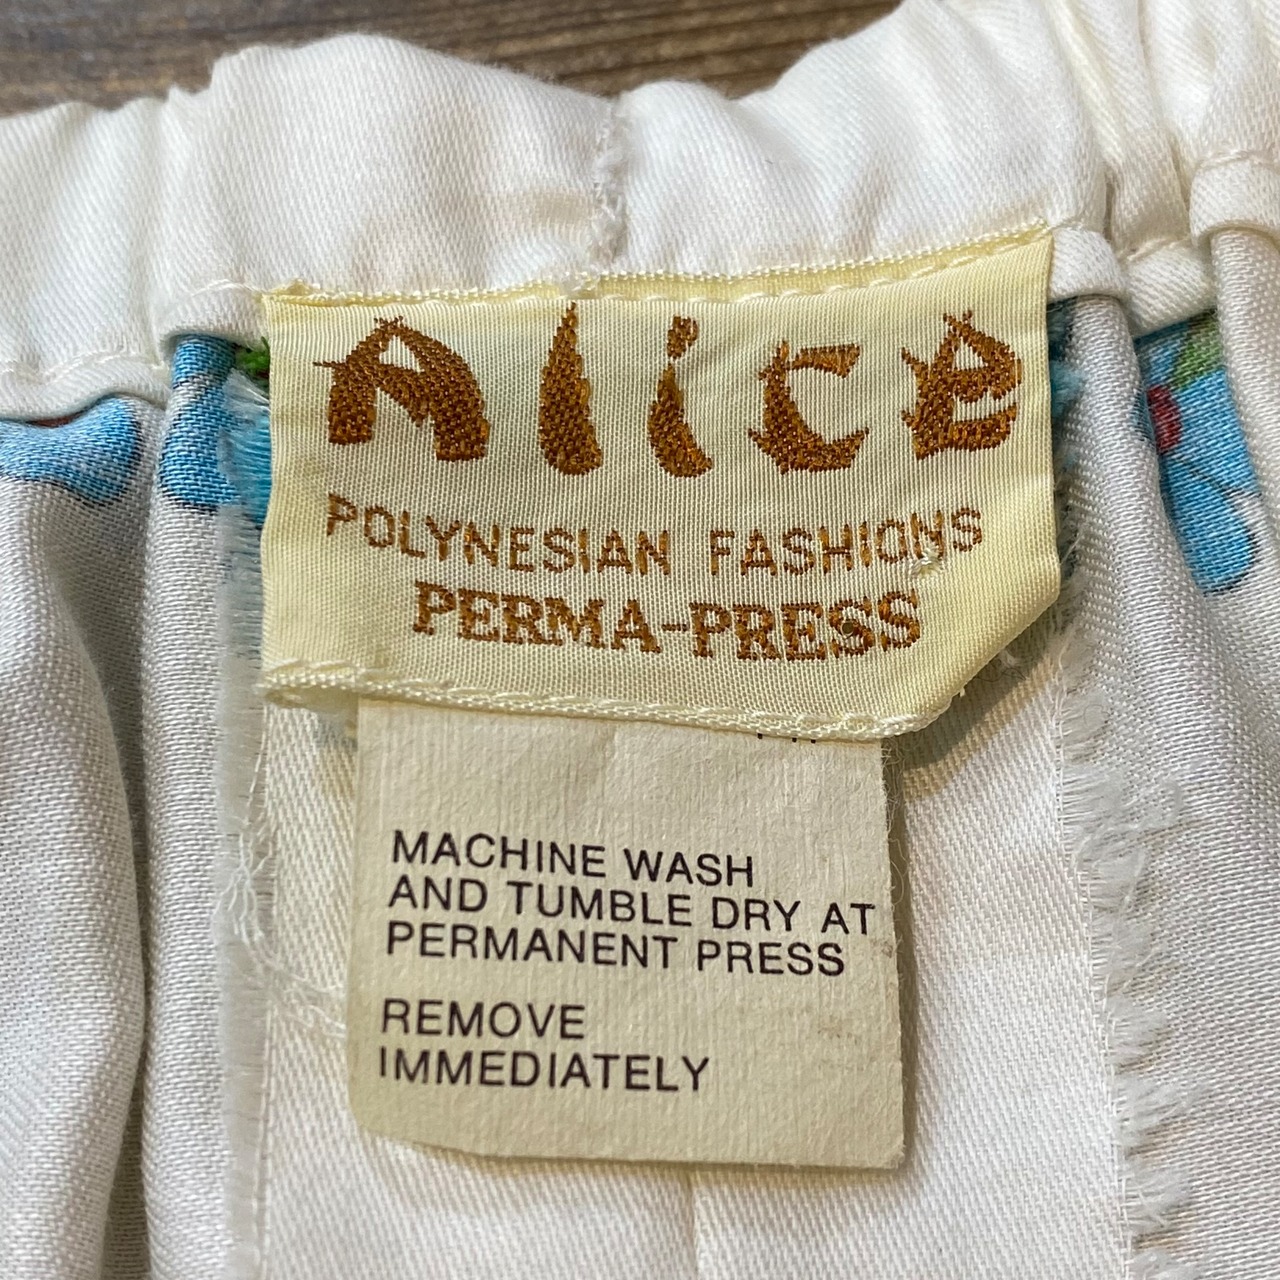 Alice
POLYNESIAN FASHIONS
PERMA-PRESS
MACHINE WASH
AND TUMBLE DRY AT
PERMANENT PRESS
REMOVE
IMMEDIATELY